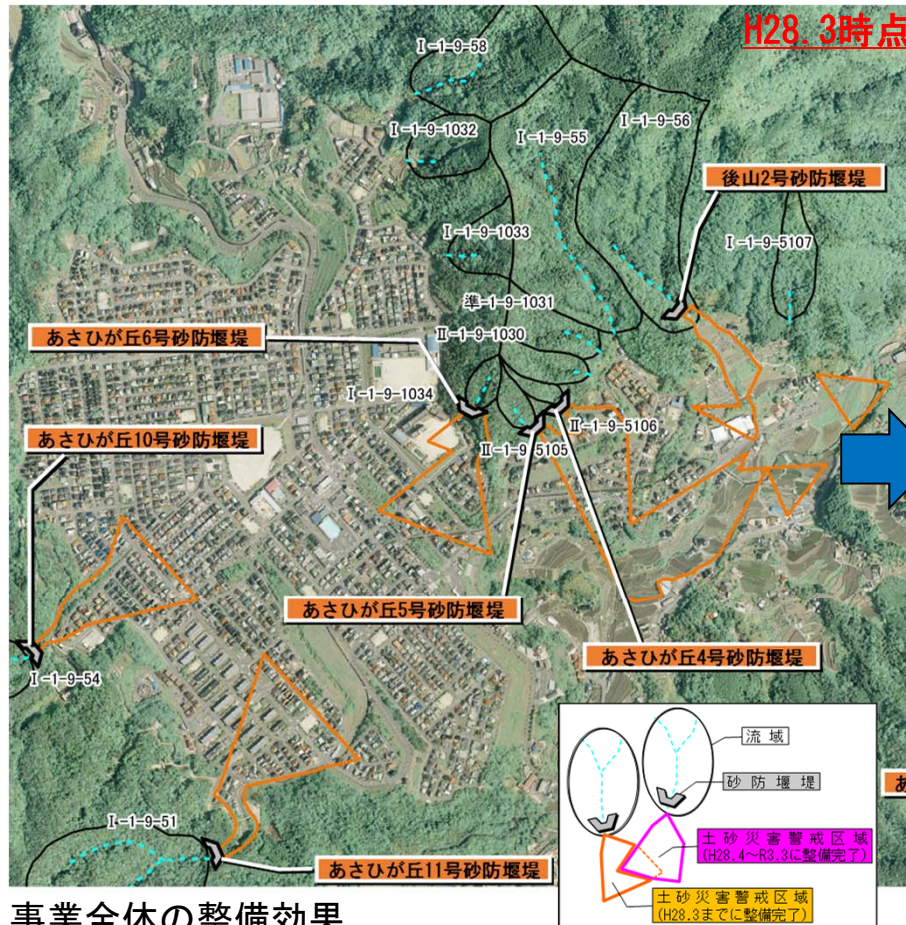 H28.3時点
Ⅰ-1-9-58
Ⅰ-1-9-1032
Ⅰ-1-9-55
Ⅰ-1-9-56
後山2号砂防堰堤
Ⅰ-1-9-1033
Ⅰ-1-9-5107
準-1-9-1031
Ⅱ-1-9-1030
あさひが丘6号砂防堰堤
Ⅰ-1-9-1034
Ⅱ-1-9-5106
Ⅱ-1-9-5105
あさひが丘10号砂防堰堤
あさひが丘5号砂防堰堤
あさひが丘4号砂防堰堤
Ⅰ-1-9-54
流域
砂防堰堤
あ
土砂災害警戒区域
(H28.4～R3.3に整備完了)
Ⅰ-1-9-51
あさひが丘11号砂防堰堤
土砂災害警戒区域
(H28.3までに整備完了)
事業全体の整備効果